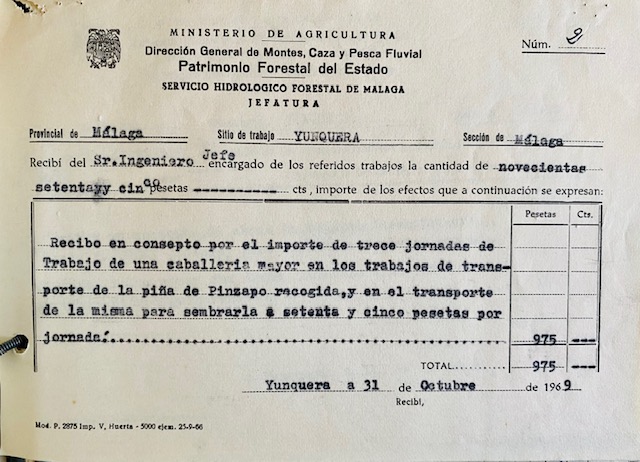 MINISTERIO DE AGRICULTURA
Dirección General de Montes, Caza y Pesca Fluvial
Patrimonio Forestal del Estado
SERVICIO HIDROLOGICO FORESTAL DE MALAGA
JEFATURA
Núm. 9
Provincial de Málaga Sitio de trabajo YUNQUERA Sección de Málaga
Recibí del Sr.Ingeniero Jefe encargado de los referidos trabajos la cantidad de novecientas
setentayy cinco pesetas ---------- cts, importe de los efectos que a continuación se expresan:
Pesetas Cts.
Recibo en consepto por el importe de trece jornadas de
Trabajo de una caballeria mayor en los trabajos de trans-
porte de la piña de Pinzapo recogida,y en el transporte
de la misma para sembrarla a setenta y cinco pesetas por
jornada:.......................................... 975 ---
TOTAL.......... 975 ---
Yunquera a 31 de Octubre de 1969
Recibí,
Mod. P. 2875 Imp. V, Huerta - 5000 ejem. 25-9-66